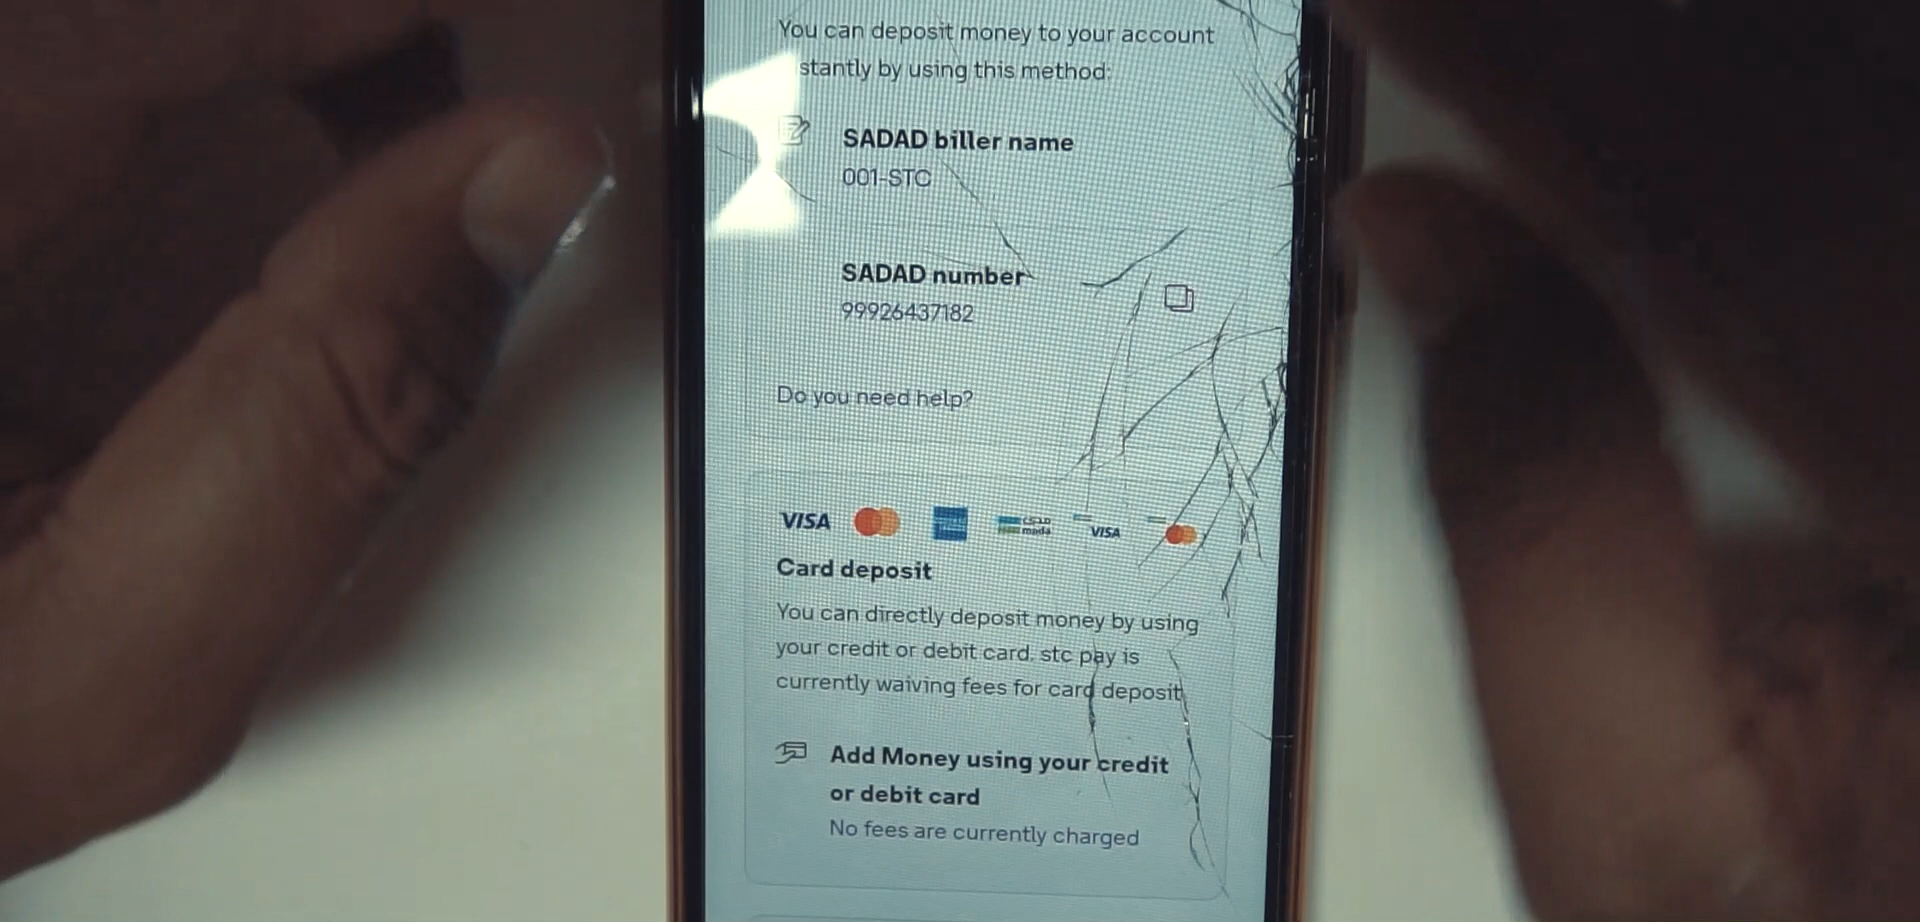 You can deposit money to your account
stantly by using this method:
SADAD biller name
001-STC
SADAD number
99926437182
Do you need help?
VISA mada VISA
Card deposit
You can directly deposit money by using
your credit or debit card. stc pay is
currently waiving fees for card deposit
Add Money using your credit
or debit card
No fees are currently charged